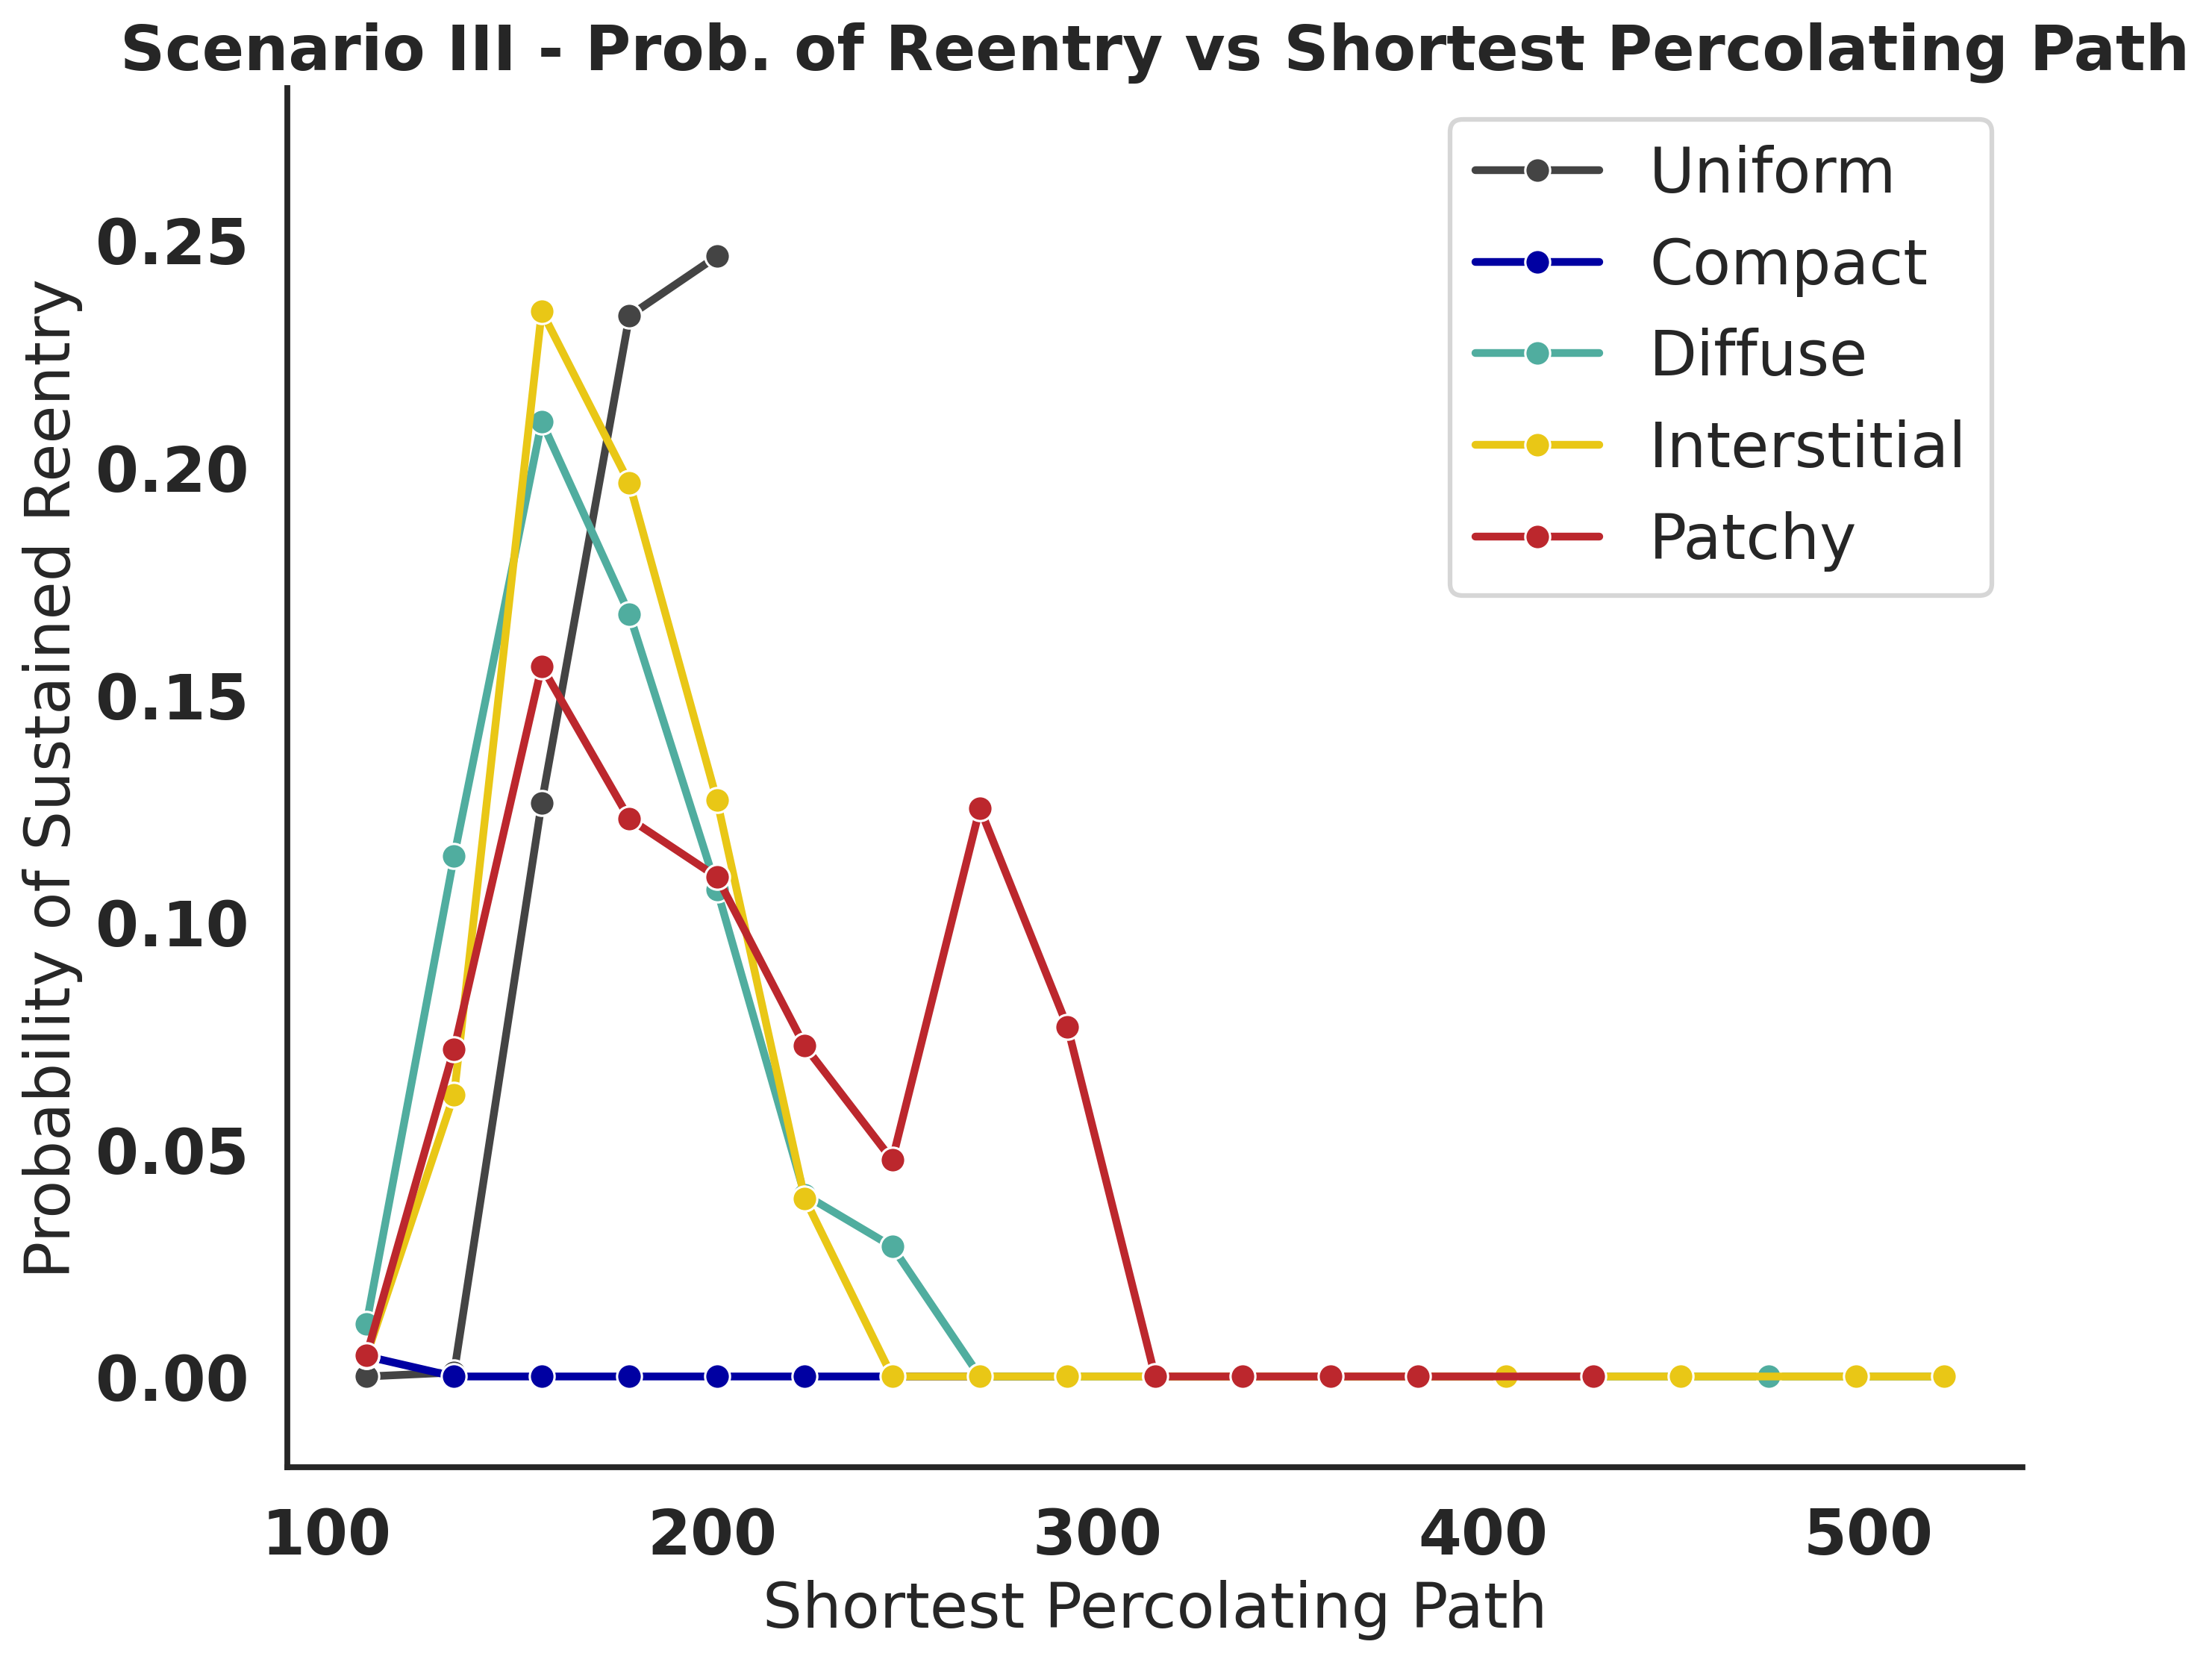 Scenario III - Prob. of Reentry vs Shortest Percolating Path
Probability of Sustained Reentry
0.25
0.20
0.15
0.10
0.05
0.00
Uniform
Compact
Diffuse
Interstitial
Patchy
100 200 300 400 500
Shortest Percolating Path